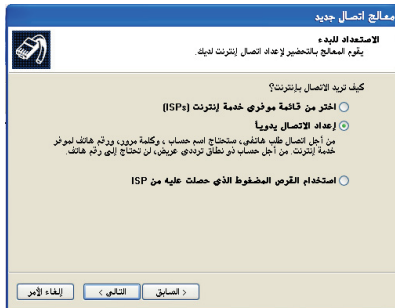 معالج اتصال جديد
الاستعداد للبدء
يقوم المعالج بالتحضير لإعداد اتصال إنترنت لديك.
كيف تريد الاتصال بإنترنت؟
اختر من قائمة موفري خدمة إنترنت (ISPs)
إعداد الاتصال يدوياً
من أجل اتصال طلب هاتفي، ستحتاج اسم حساب ، وكلمة مرور، ورقم هاتف لموفر
خدمة إنترنت. من أجل حساب ذو نطاق ترددي عريض، لن تحتاج إلى رقم هاتف.
استخدام القرص المضغوط الذي حصلت عليه من ISP
< السابق
التالي >
إلغاء الأمر